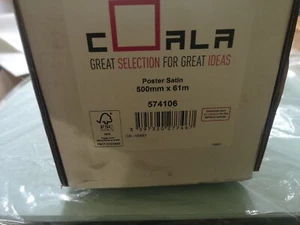 COALA
GREAT SELECTION FOR GREAT IDEAS
Poster Satin
500mm x 61m
574106
FSC